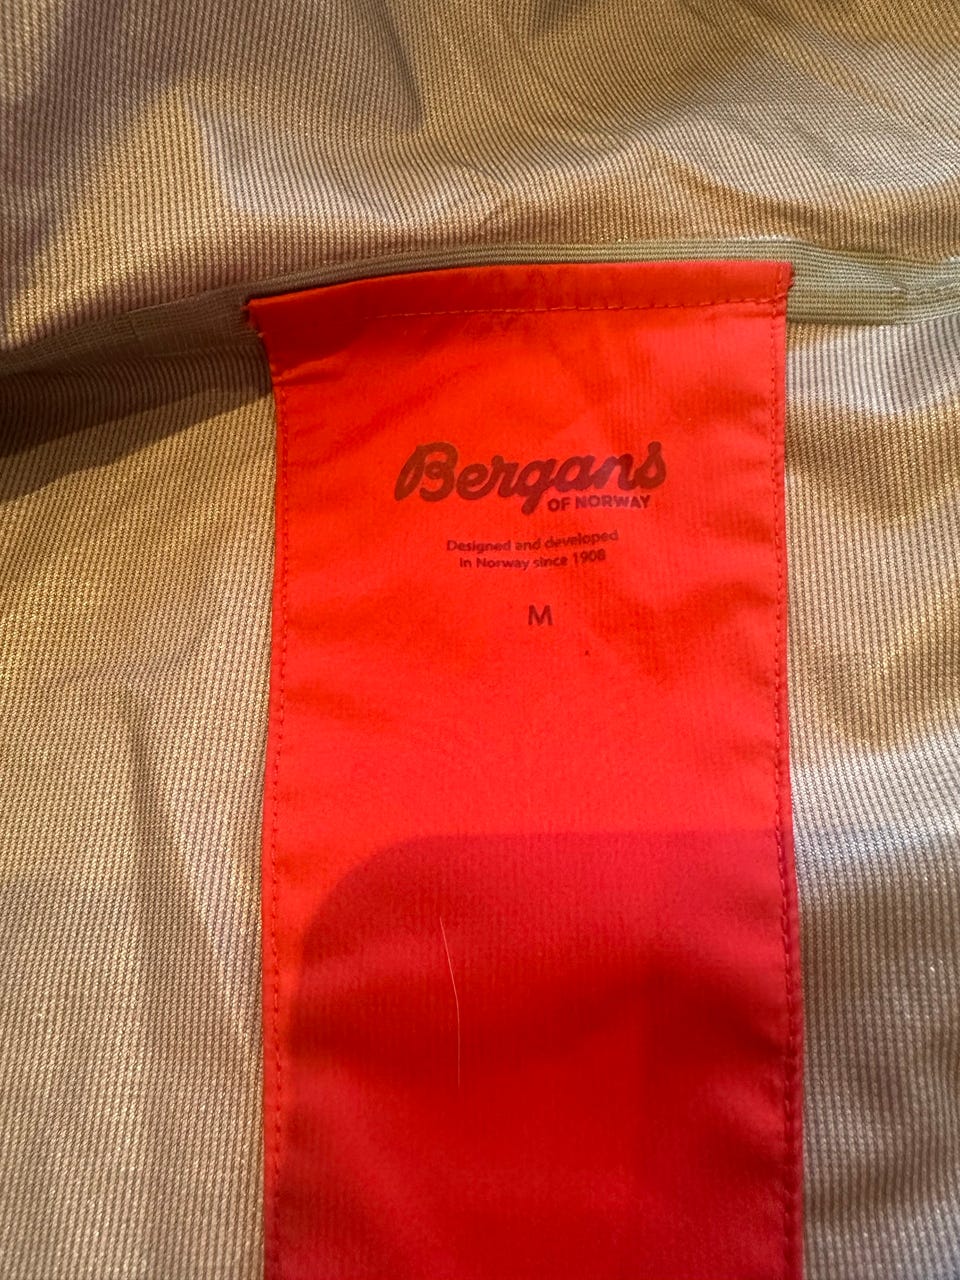 Bergans
OF NORWAY
Designed and developed
in Norway since 1908
M